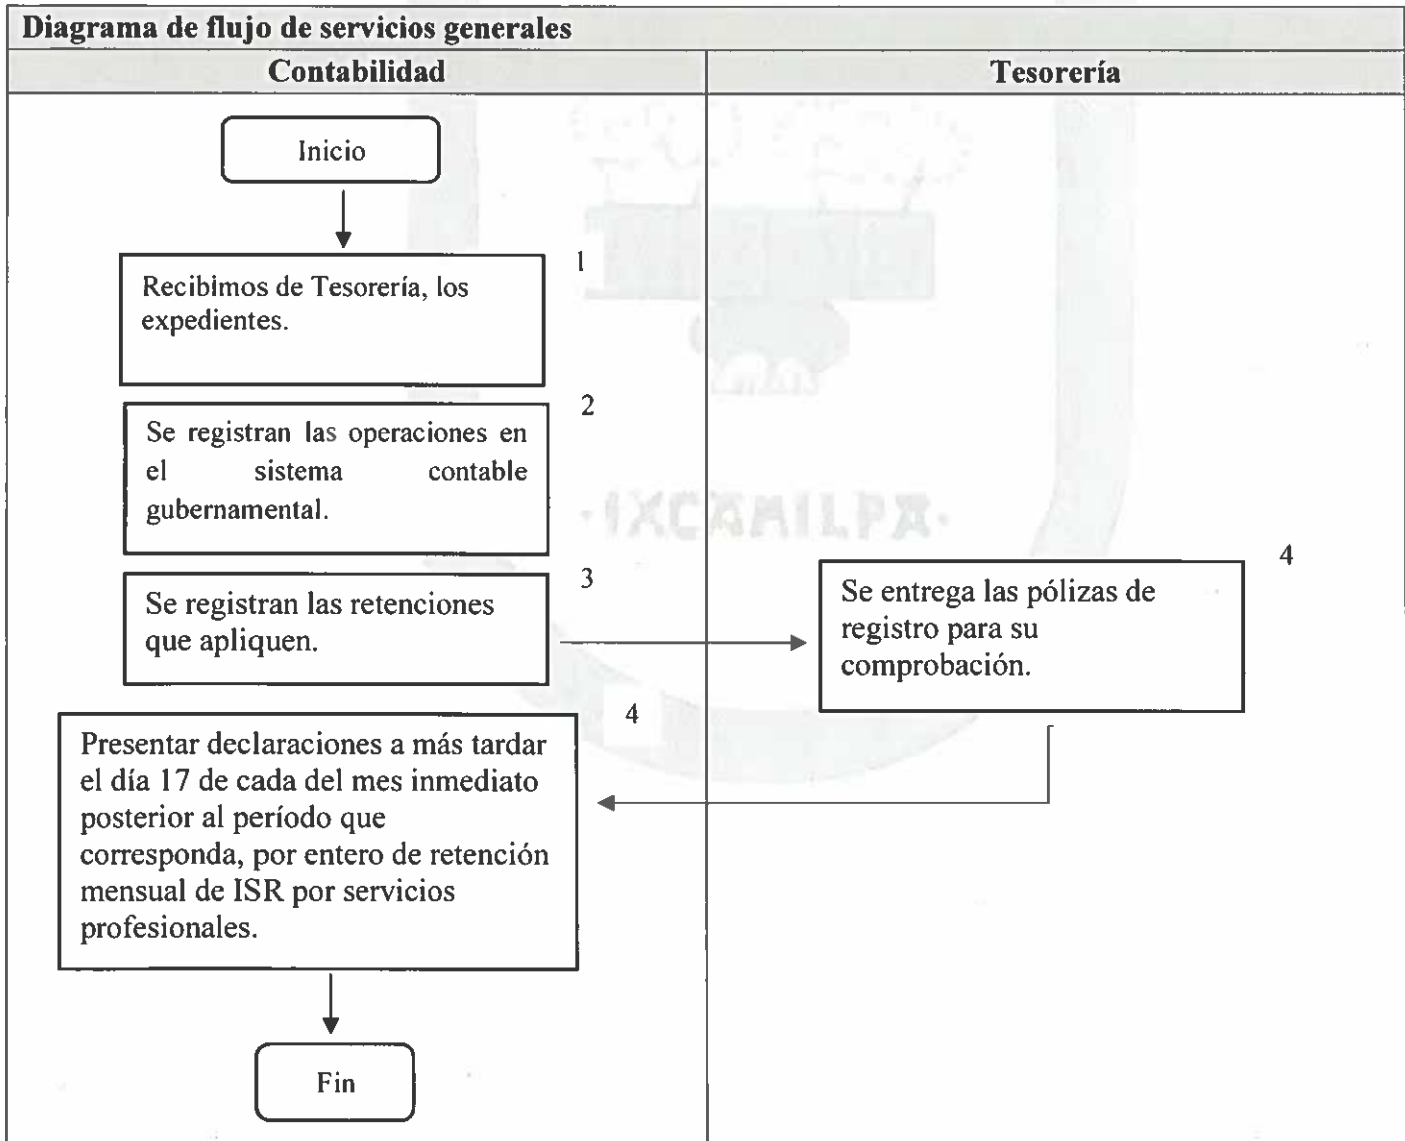 Diagrama de flujo de servicios generales
Contabilidad
Tesorería
Inicio
1
Recibimos de Tesorería, los
expedientes.
2
Se registran las operaciones en
el sistema contable
gubernamental.
3
Se registran las retenciones
que apliquen.
4
Se entrega las pólizas de
registro para su
comprobación.
4
Presentar declaraciones a más tardar
el día 17 de cada del mes inmediato
posterior al período que
corresponda, por entero de retención
mensual de ISR por servicios
profesionales.
Fin
·IXCAMILPA·